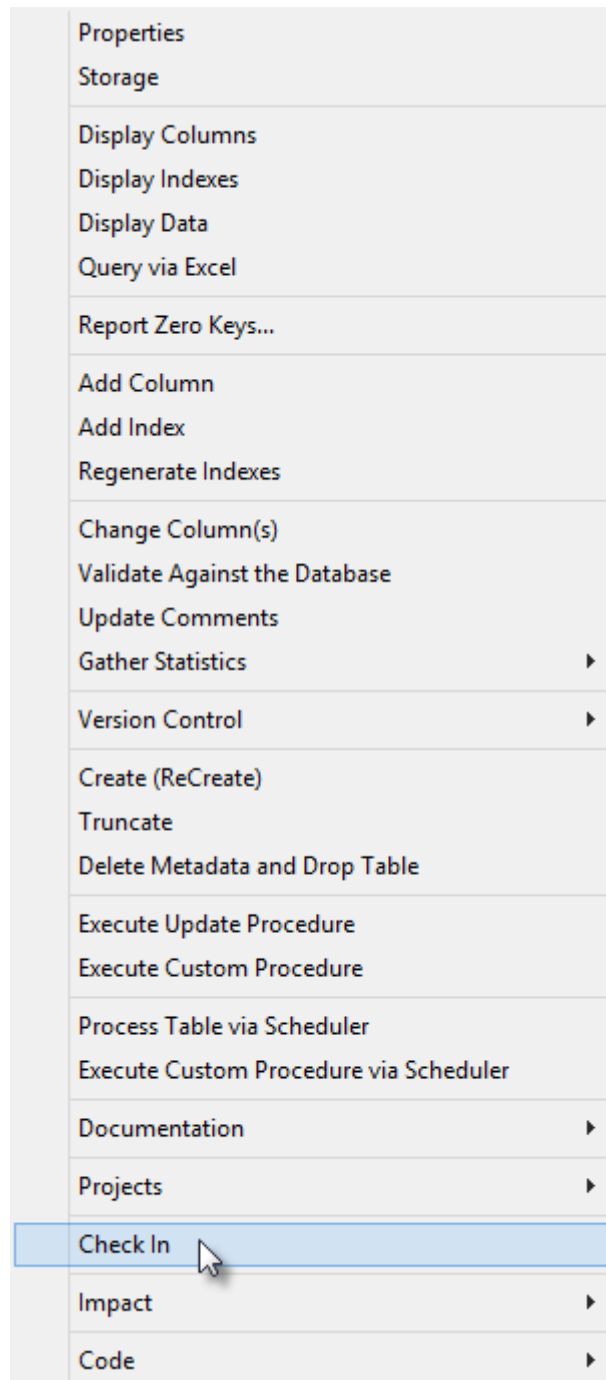 Properties
Storage
Display Columns
Display Indexes
Display Data
Query via Excel
Report Zero Keys...
Add Column
Add Index
Regenerate Indexes
Change Column(s)
Validate Against the Database
Update Comments
Gather Statistics
Version Control
Create (ReCreate)
Truncate
Delete Metadata and Drop Table
Execute Update Procedure
Execute Custom Procedure
Process Table via Scheduler
Execute Custom Procedure via Scheduler
Documentation
Projects
Check In
Impact
Code